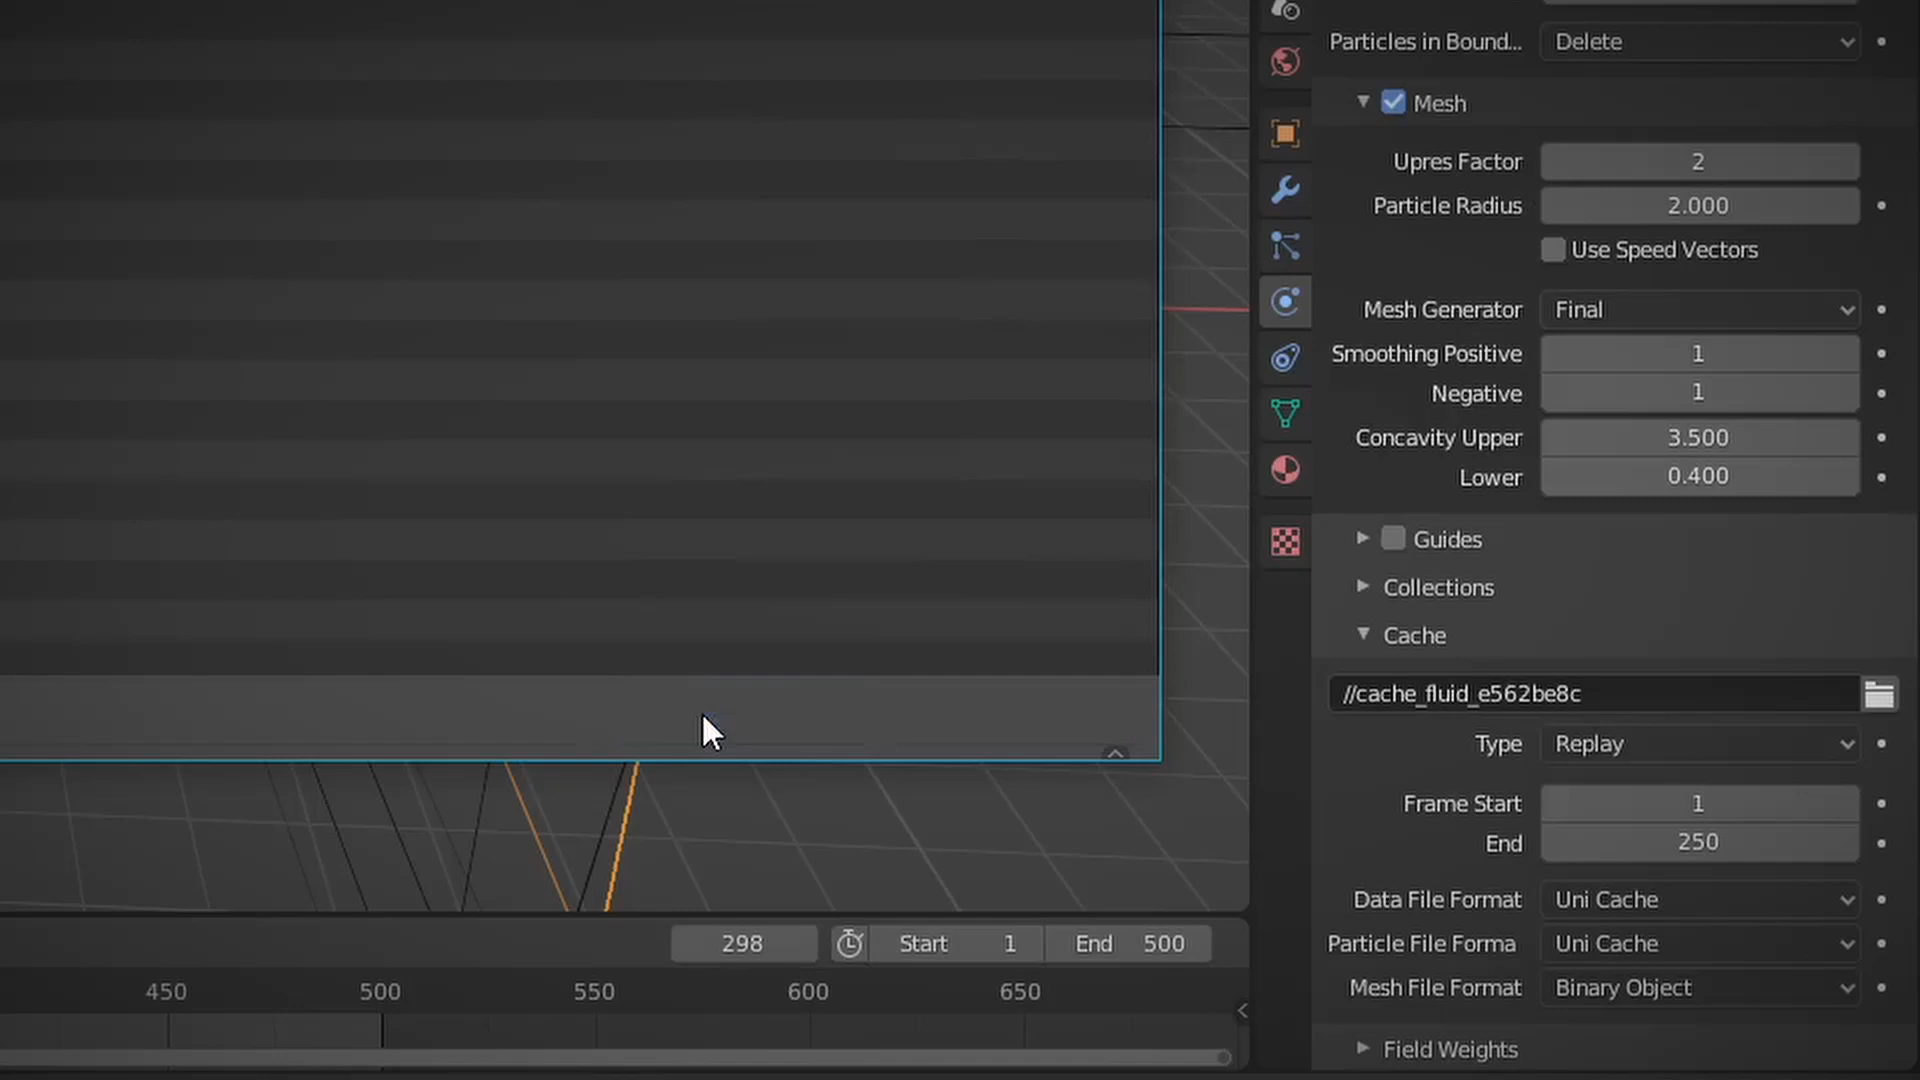 Particles in Bound... Delete
Mesh
Upres Factor 2
Particle Radius 2.000
Use Speed Vectors
Mesh Generator Final
Smoothing Positive 1
Negative 1
Concavity Upper 3.500
Lower 0.400
Guides
Collections
Cache
//cache_fluid_e562be8c
Type Replay
Frame Start 1
End 250
Data File Format Uni Cache
Particle File Forma Uni Cache
Mesh File Format Binary Object
Field Weights
298 Start 1 End 500
450 500 550 600 650